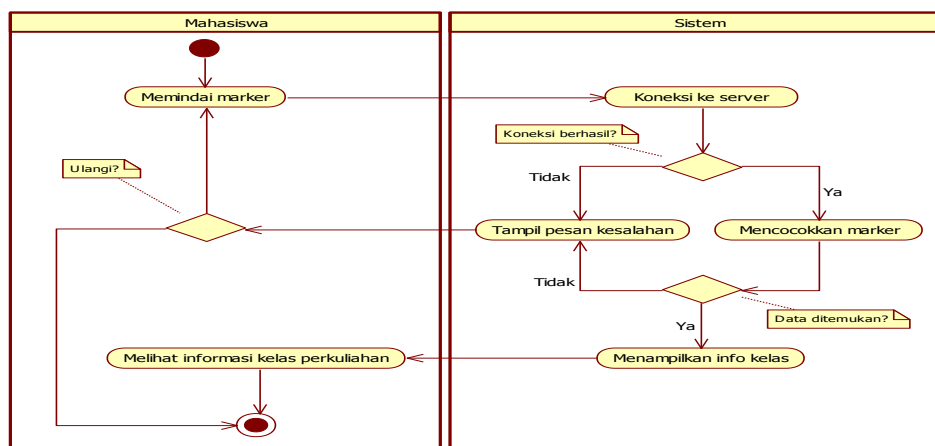 Mahasiswa
Sistem
Memindai marker
Koneksi ke server
Koneksi berhasil?
Ulangi?
Tidak
Ya
Tampil pesan kesalahan
Mencocokkan marker
Tidak
Data ditemukan?
Ya
Melihat informasi kelas perkuliahan
Menampilkan info kelas